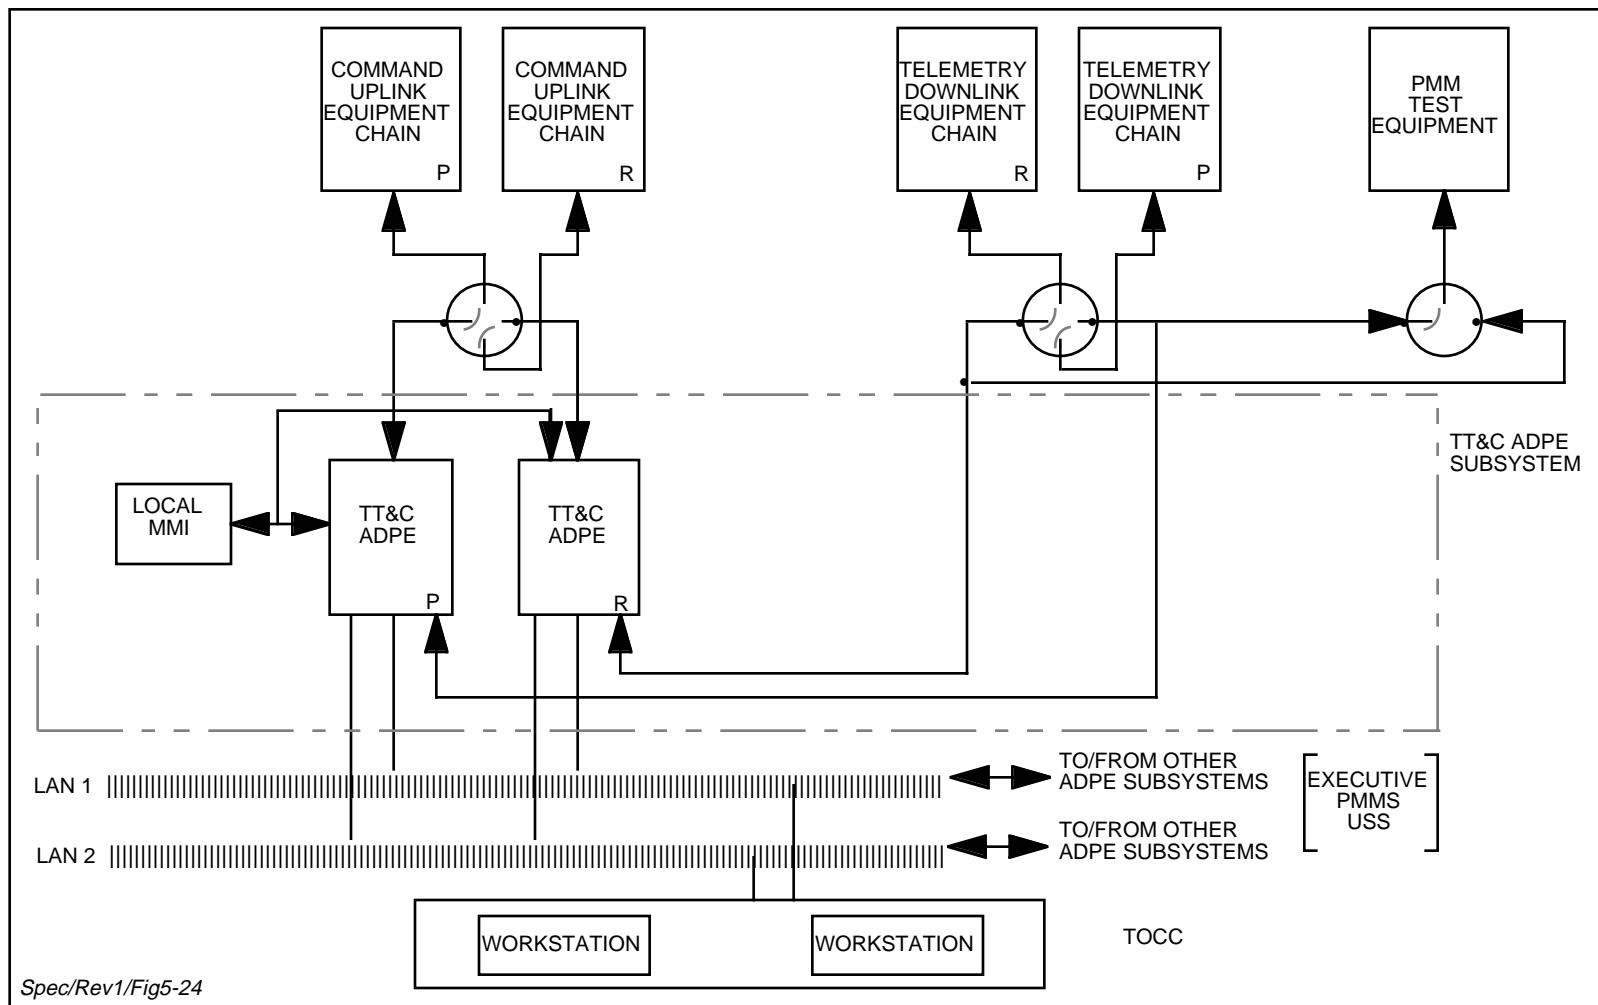 COMMAND
UPLINK
EQUIPMENT
CHAIN
P
COMMAND
UPLINK
EQUIPMENT
CHAIN
R
TELEMETRY
DOWNLINK
EQUIPMENT
CHAIN
R
TELEMETRY
DOWNLINK
EQUIPMENT
CHAIN
P
PMM
TEST
EQUIPMENT
TT&C ADPE
SUBSYSTEM
LOCAL
MMI
TT&C
ADPE
P
TT&C
ADPE
R
LAN 1
TO/FROM OTHER
ADPE SUBSYSTEMS
EXECUTIVE
PMMS
USS
LAN 2
TO/FROM OTHER
ADPE SUBSYSTEMS
WORKSTATION
WORKSTATION
TOCC
Spec/Rev1/Fig5-24